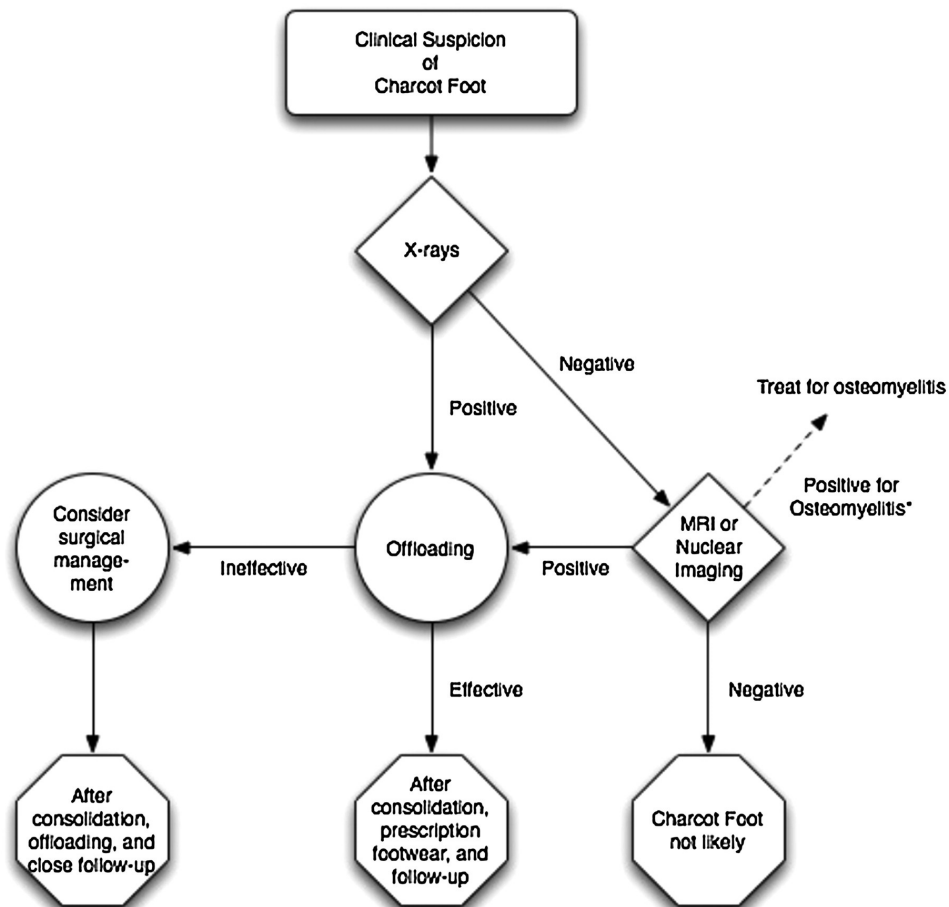 Clinical Suspicion
of
Charcot Foot
X-rays
Negative
Positive
Treat for osteomyelitis
Positive for
Osteomyelitis*
Consider
surgical
manage-
ment
Ineffective
Offloading
Positive
MRI or
Nuclear
Imaging
Effective
Negative
After
consolidation,
offloading, and
close follow-up
After
consolidation,
prescription
footwear, and
follow-up
Charcot Foot
not likely